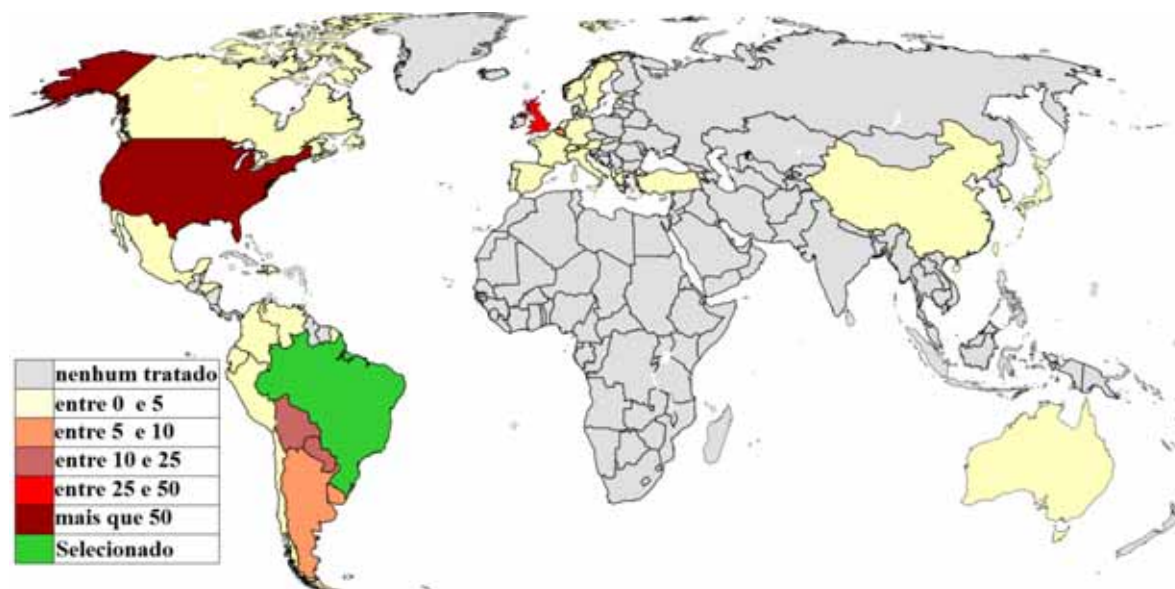 nenhum tratado
entre 0 e 5
entre 5 e 10
entre 10 e 25
entre 25 e 50
mais que 50
Selecionado